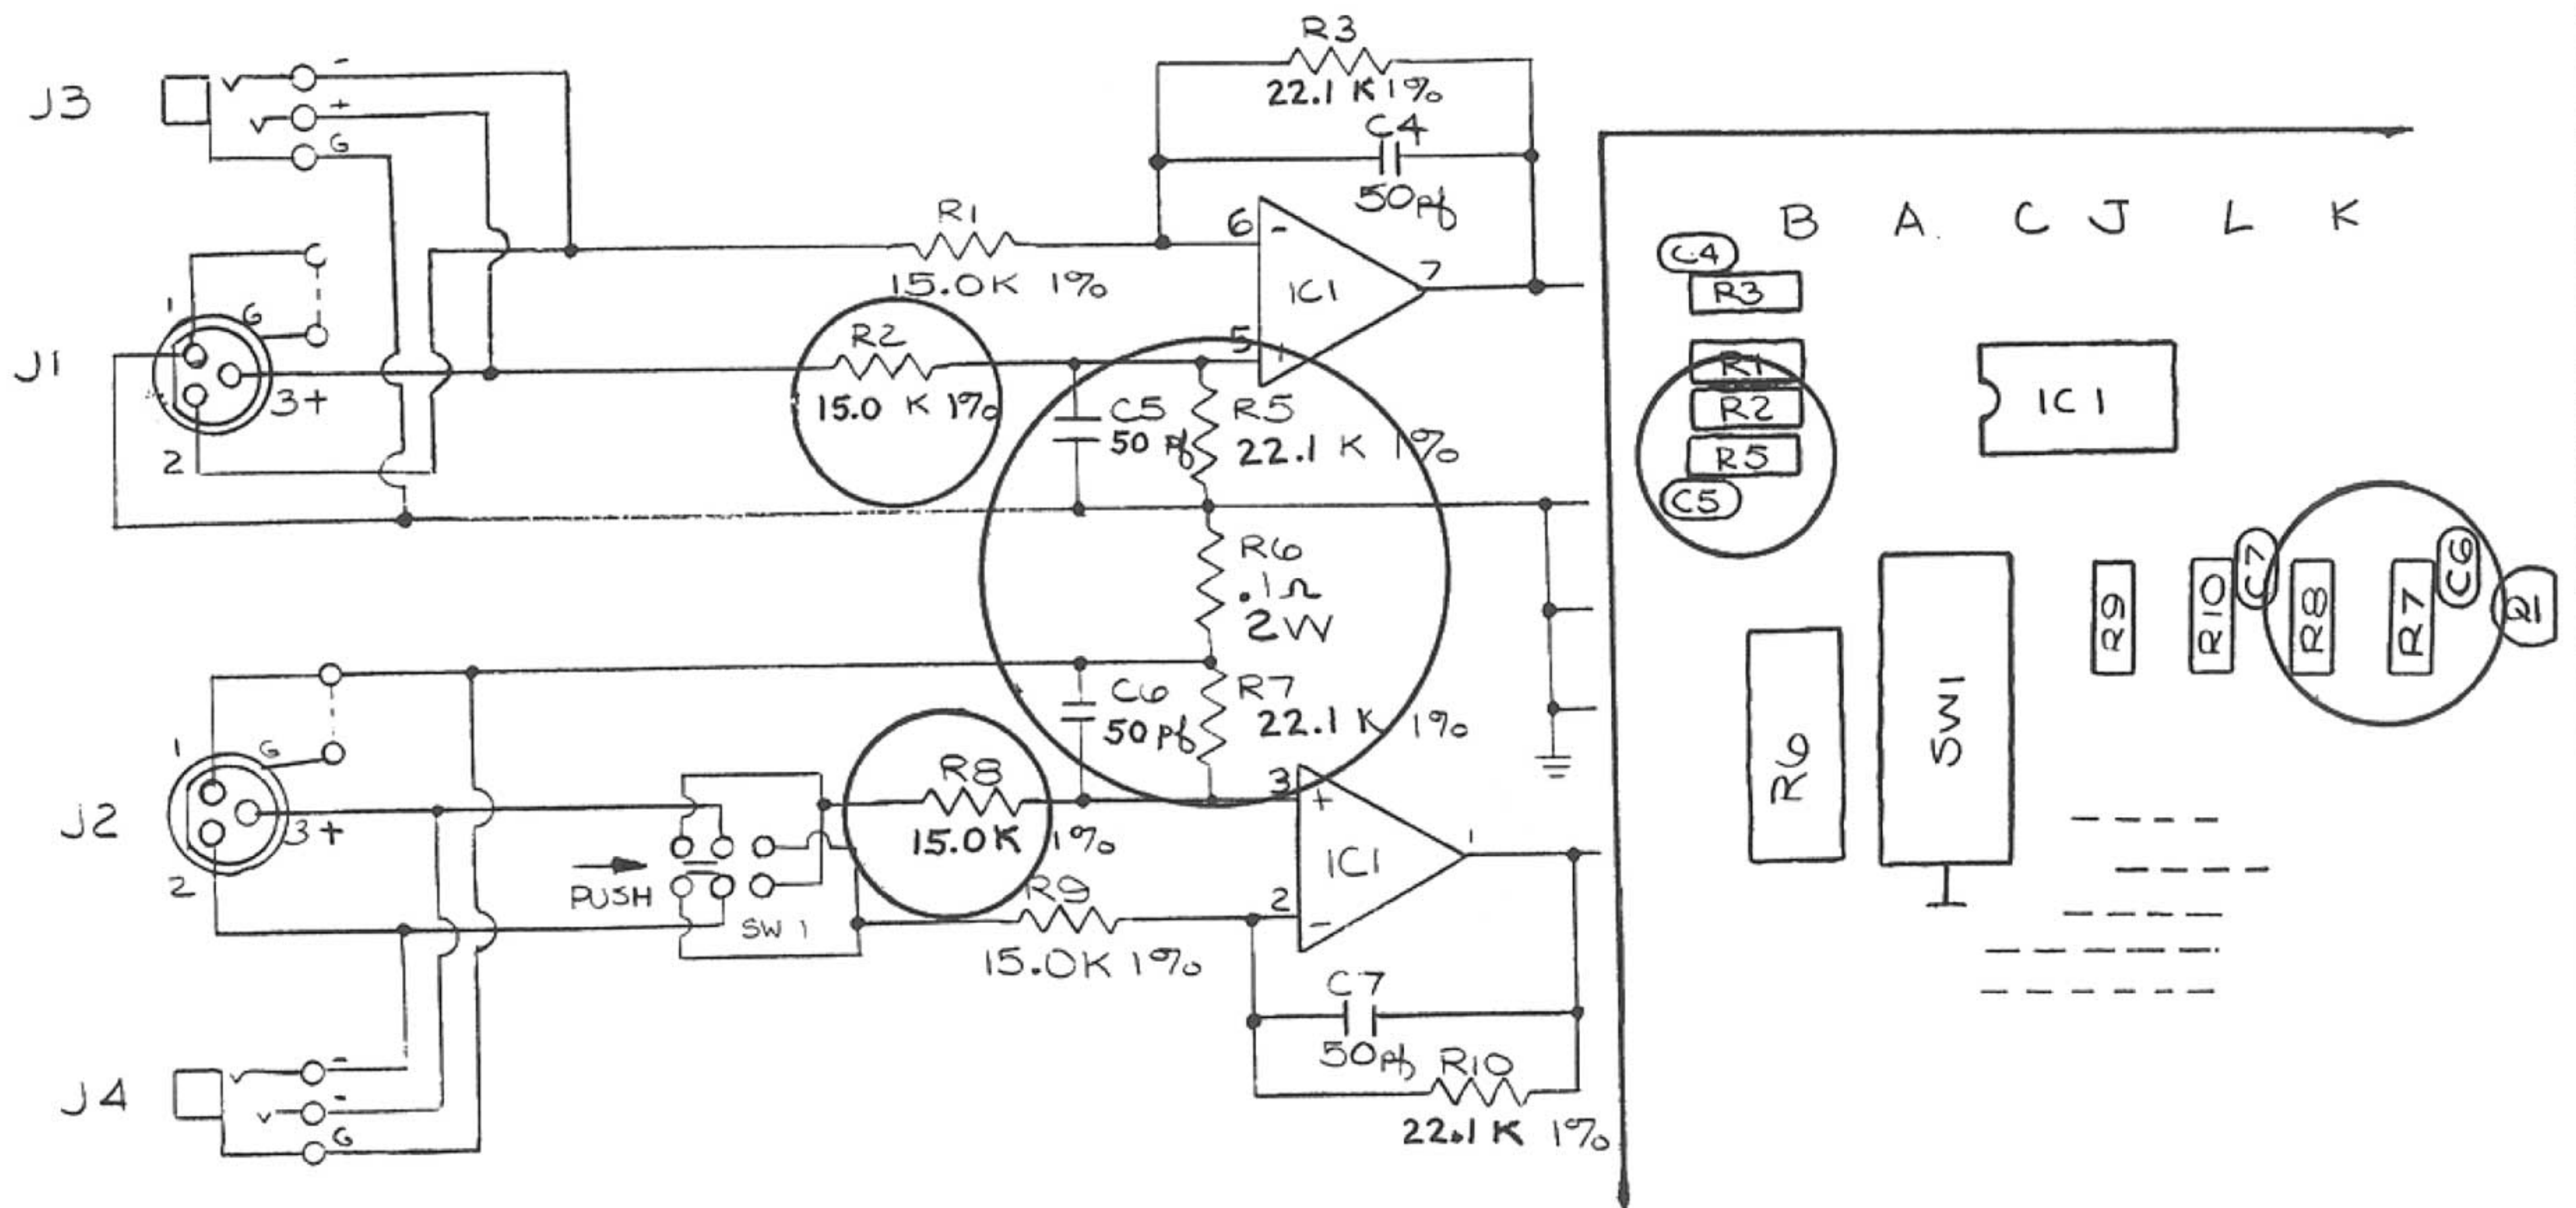 J3
-
+
G
R3
22.1 K 1%
C4
50pf
R1
15.0K 1%
6
-
IC1
7
5
+
J1
1
G
3+
2
R2
15.0 K 1%
C5
50 pf
R5
22.1 K 1%
R6
.1Ω
2W
C6
50 pf
R7
22.1 K 1%
J2
1
G
3+
2
PUSH
SW 1
R8
15.0K 1%
R9
15.0K 1%
3
+
IC1
1
2
-
C7
50pf
R10
22.1 K 1%
J4
-
-
G
B A. C J L K
C4
R3
R1
R2
R5
C5
IC 1
R6
SW1
R9
R10
C7
R8
R7
C6
Q1